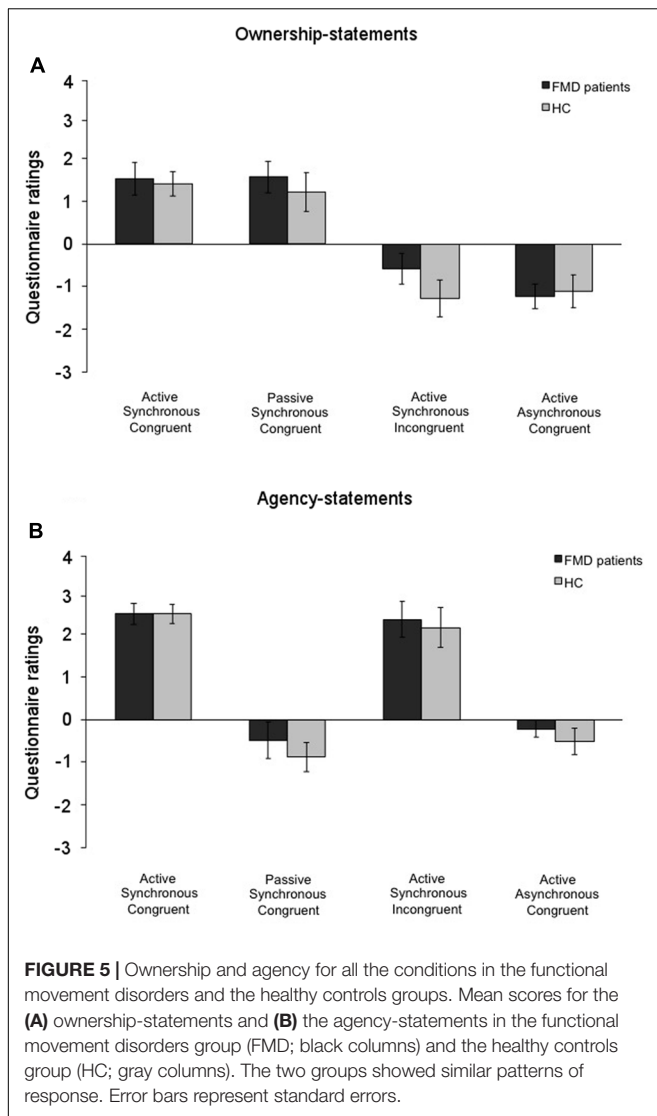 Ownership-statements
A
FMD patients
HC
Questionnaire ratings
4
3
2
1
0
-1
-2
-3
Active Synchronous Congruent
Passive Synchronous Congruent
Active Synchronous Incongruent
Active Asynchronous Congruent
Agency-statements
B
FMD patients
HC
Questionnaire ratings
4
3
2
1
0
-1
-2
-3
Active Synchronous Congruent
Passive Synchronous Congruent
Active Synchronous Incongruent
Active Asynchronous Congruent
FIGURE 5 | Ownership and agency for all the conditions in the functional
movement disorders and the healthy controls groups. Mean scores for the
(A) ownership-statements and (B) the agency-statements in the functional
movement disorders group (FMD; black columns) and the healthy controls
group (HC; gray columns). The two groups showed similar patterns of
response. Error bars represent standard errors.